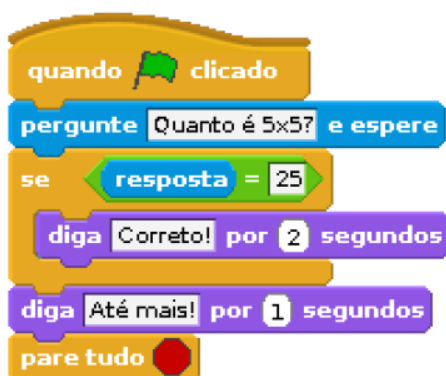 quando clicado
pergunte Quanto é 5x5? e espere
se resposta = 25
diga Correto! por 2 segundos
diga Até mais! por 1 segundos
pare tudo